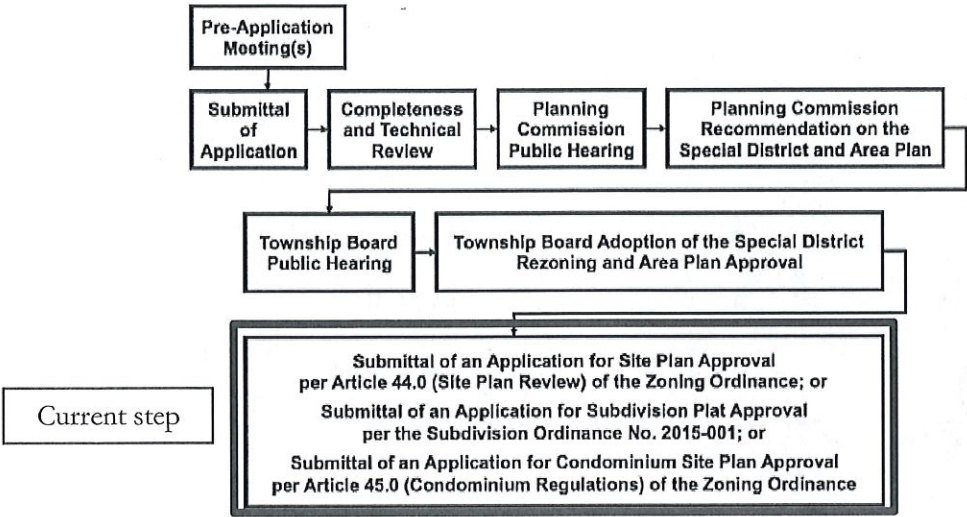 Pre-Application
Meeting(s)
Submittal
of
Application
Completeness
and Technical
Review
Planning
Commission
Public Hearing
Planning Commission
Recommendation on the
Special District and Area Plan
Township Board
Public Hearing
Township Board Adoption of the Special District
Rezoning and Area Plan Approval
Current step
Submittal of an Application for Site Plan Approval
per Article 44.0 (Site Plan Review) of the Zoning Ordinance; or
Submittal of an Application for Subdivision Plat Approval
per the Subdivision Ordinance No. 2015-001; or
Submittal of an Application for Condominium Site Plan Approval
per Article 45.0 (Condominium Regulations) of the Zoning Ordinance